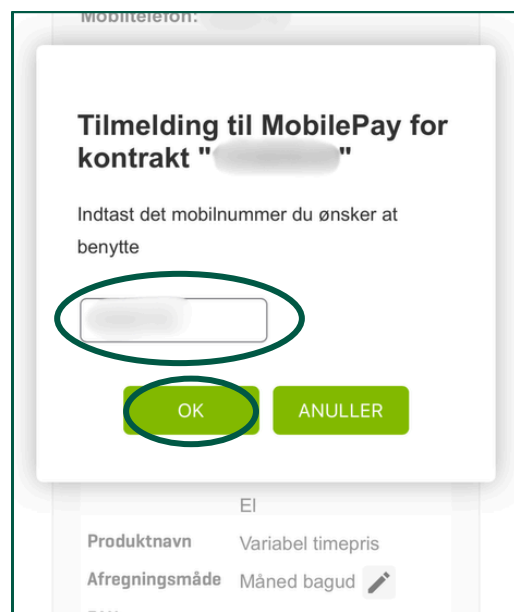 Mobiltelefon:
Tilmelding til MobilePay for
kontrakt " "
Indtast det mobilnummer du ønsker at
benytte
OK ANULLER
El
Produktnavn Variabel timepris
Afregningsmåde Måned bagud